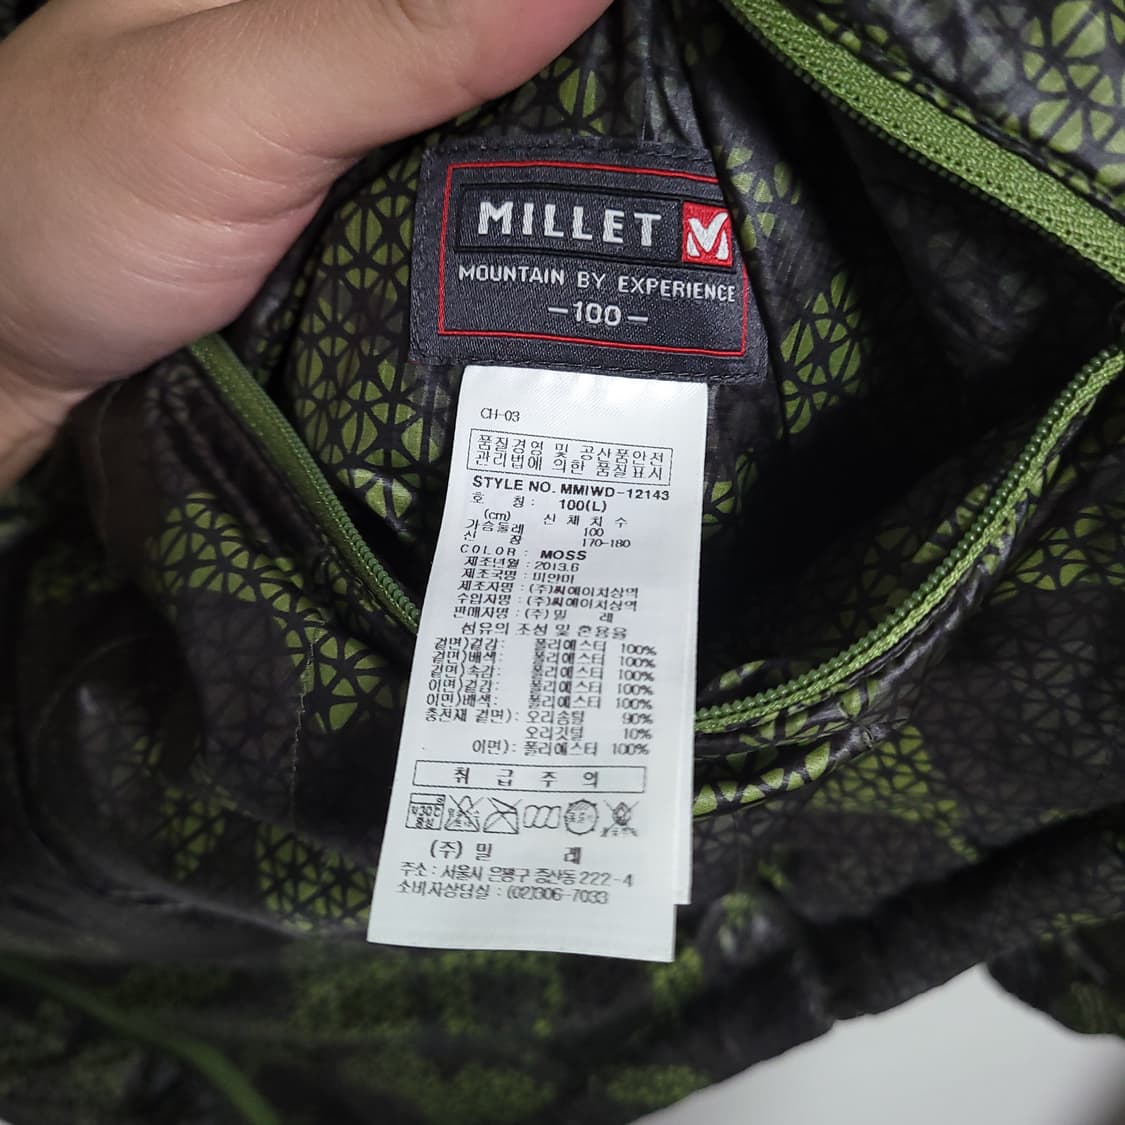 MILLET
MOUNTAIN BY EXPERIENCE
-100-
CH-03
품질경영 및 공산품안전
관리법에 의한 품질표시
STYLE NO. MMIWD-12143
호 칭: 100(L)
(cm) 신 체 치 수
가슴둘레 100
신 장 170-180
COLOR: MOSS
제조년월 : 2013.6
제조국명 : 미얀마
제조자명 : (주)씨에이치상역
수입자명 : (주)씨에이치상역
판매자명 : (주) 밀 레
섬유의 조성 및 혼용율
겉면)겉감: 폴리에스터 100%
겉면)배색: 폴리에스터 100%
겉면)속감: 폴리에스터 100%
이면)겉감: 폴리에스터 100%
이면)배색: 폴리에스터 100%
충전재 겉면): 오리솜털 90%
오리깃털 10%
이면): 폴리에스터 100%
취 급 주 의
약30℃
중성
(주) 밀 레
주소 : 서울시 은평구 증산동 222-4
소비자상담실 : (02)306-7033